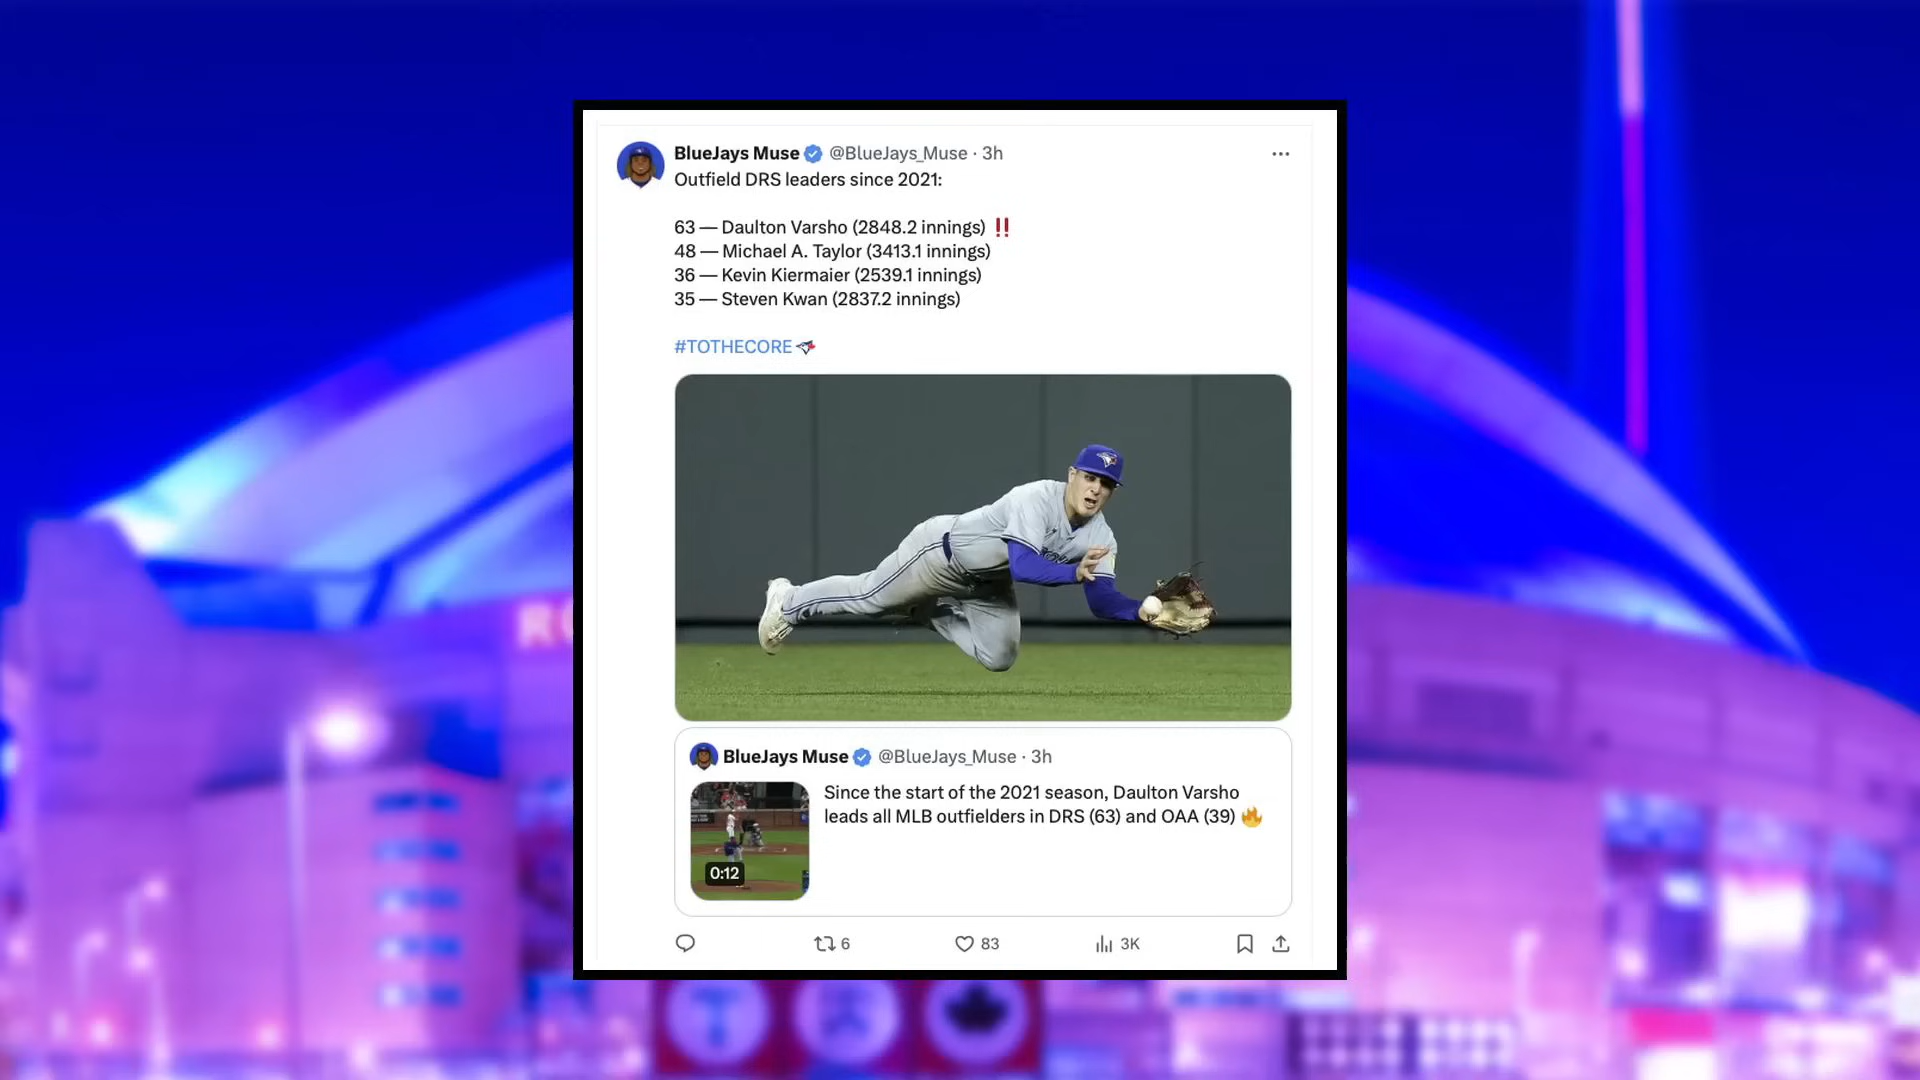 BlueJays Muse @BlueJays_Muse · 3h
Outfield DRS leaders since 2021:
63 — Daulton Varsho (2848.2 innings) ‼️
48 — Michael A. Taylor (3413.1 innings)
36 — Kevin Kiermaier (2539.1 innings)
35 — Steven Kwan (2837.2 innings)
#TOTHECORE
BlueJays Muse @BlueJays_Muse · 3h
Since the start of the 2021 season, Daulton Varsho
leads all MLB outfielders in DRS (63) and OAA (39) 🔥
0:12
6 83 3K